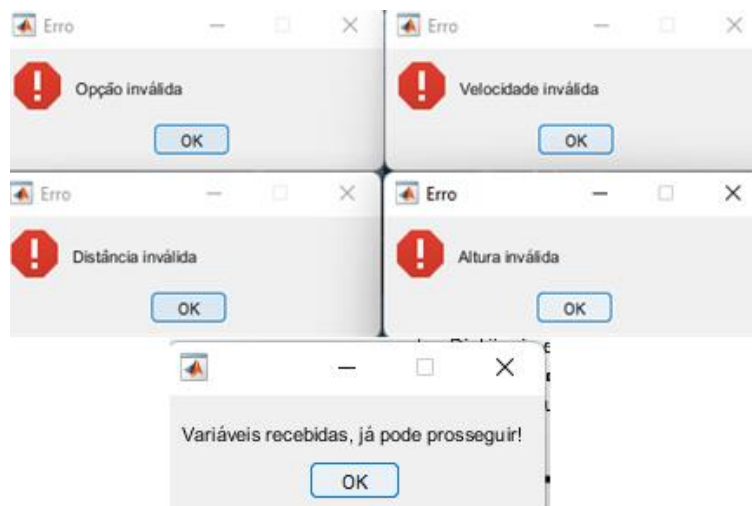 Erro
Opção inválida
OK
Erro
Velocidade inválida
OK
Erro
Distância inválida
OK
Erro
Altura inválida
OK
Variáveis recebidas, já pode prosseguir!
OK